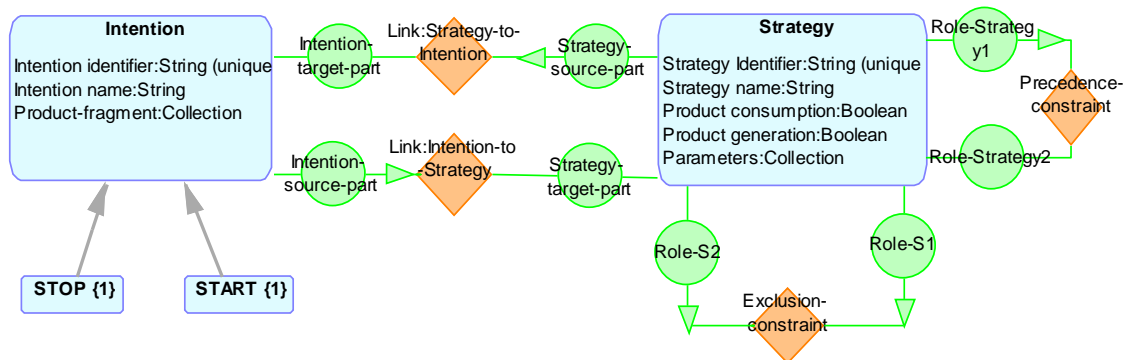 Intention
Intention identifier:String (unique
Intention name:String
Product-fragment:Collection
Intention-
target-part
Link:Strategy-to-
Intention
Strategy-
source-part
Strategy
Strategy Identifier:String (unique
Strategy name:String
Product consumption:Boolean
Product generation:Boolean
Parameters:Collection
Role-Strateg
y1
Precedence-
constraint
Role-Strategy2
Intention-
source-part
Link:Intention-to
-Strategy
Strategy-
target-part
Role-S2
Role-S1
Exclusion-
constraint
STOP {1}
START {1}